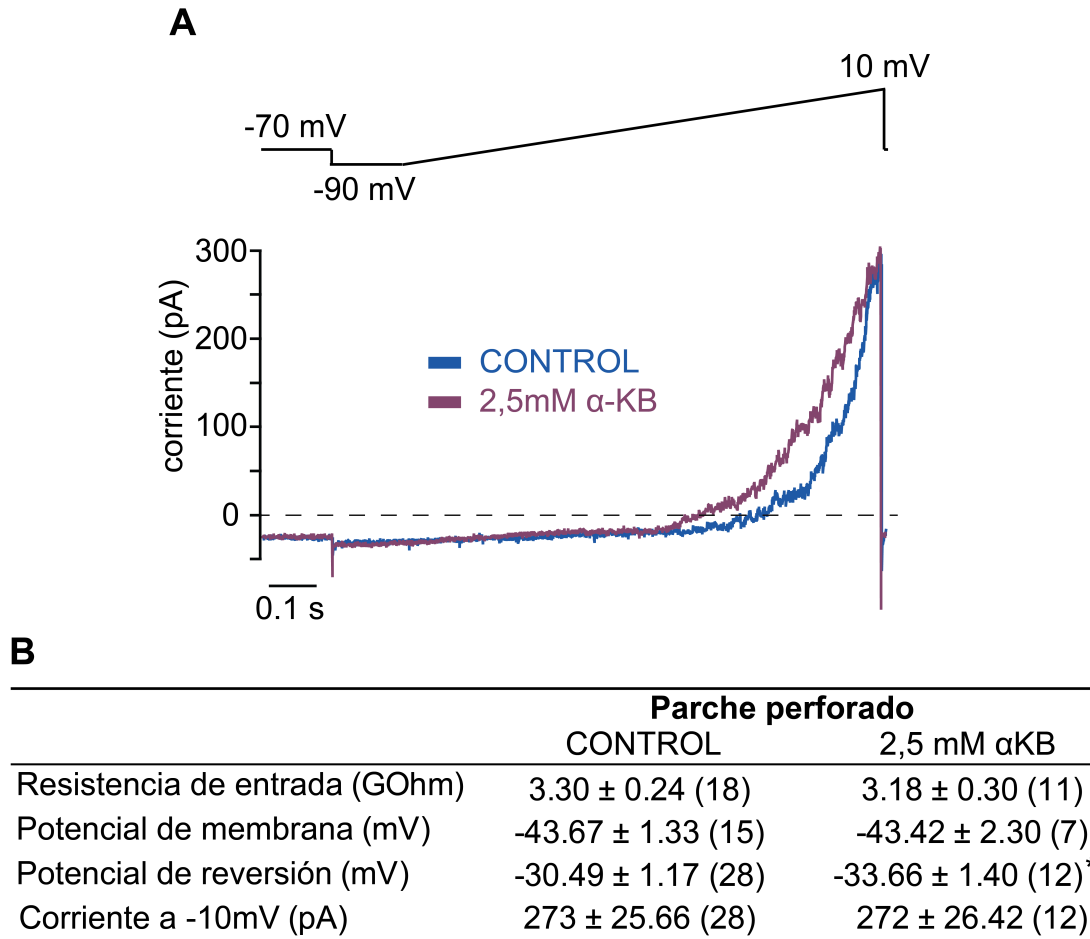 A
10 mV
-70 mV
-90 mV
300
200
100
0
corriente (pA)
CONTROL
2,5mM α-KB
0.1 s
B
Parche perforado
CONTROL 2,5 mM αKB
Resistencia de entrada (GOhm) 3.30 ± 0.24 (18) 3.18 ± 0.30 (11)
Potencial de membrana (mV) -43.67 ± 1.33 (15) -43.42 ± 2.30 (7)
Potencial de reversión (mV) -30.49 ± 1.17 (28) -33.66 ± 1.40 (12)*
Corriente a -10mV (pA) 273 ± 25.66 (28) 272 ± 26.42 (12)